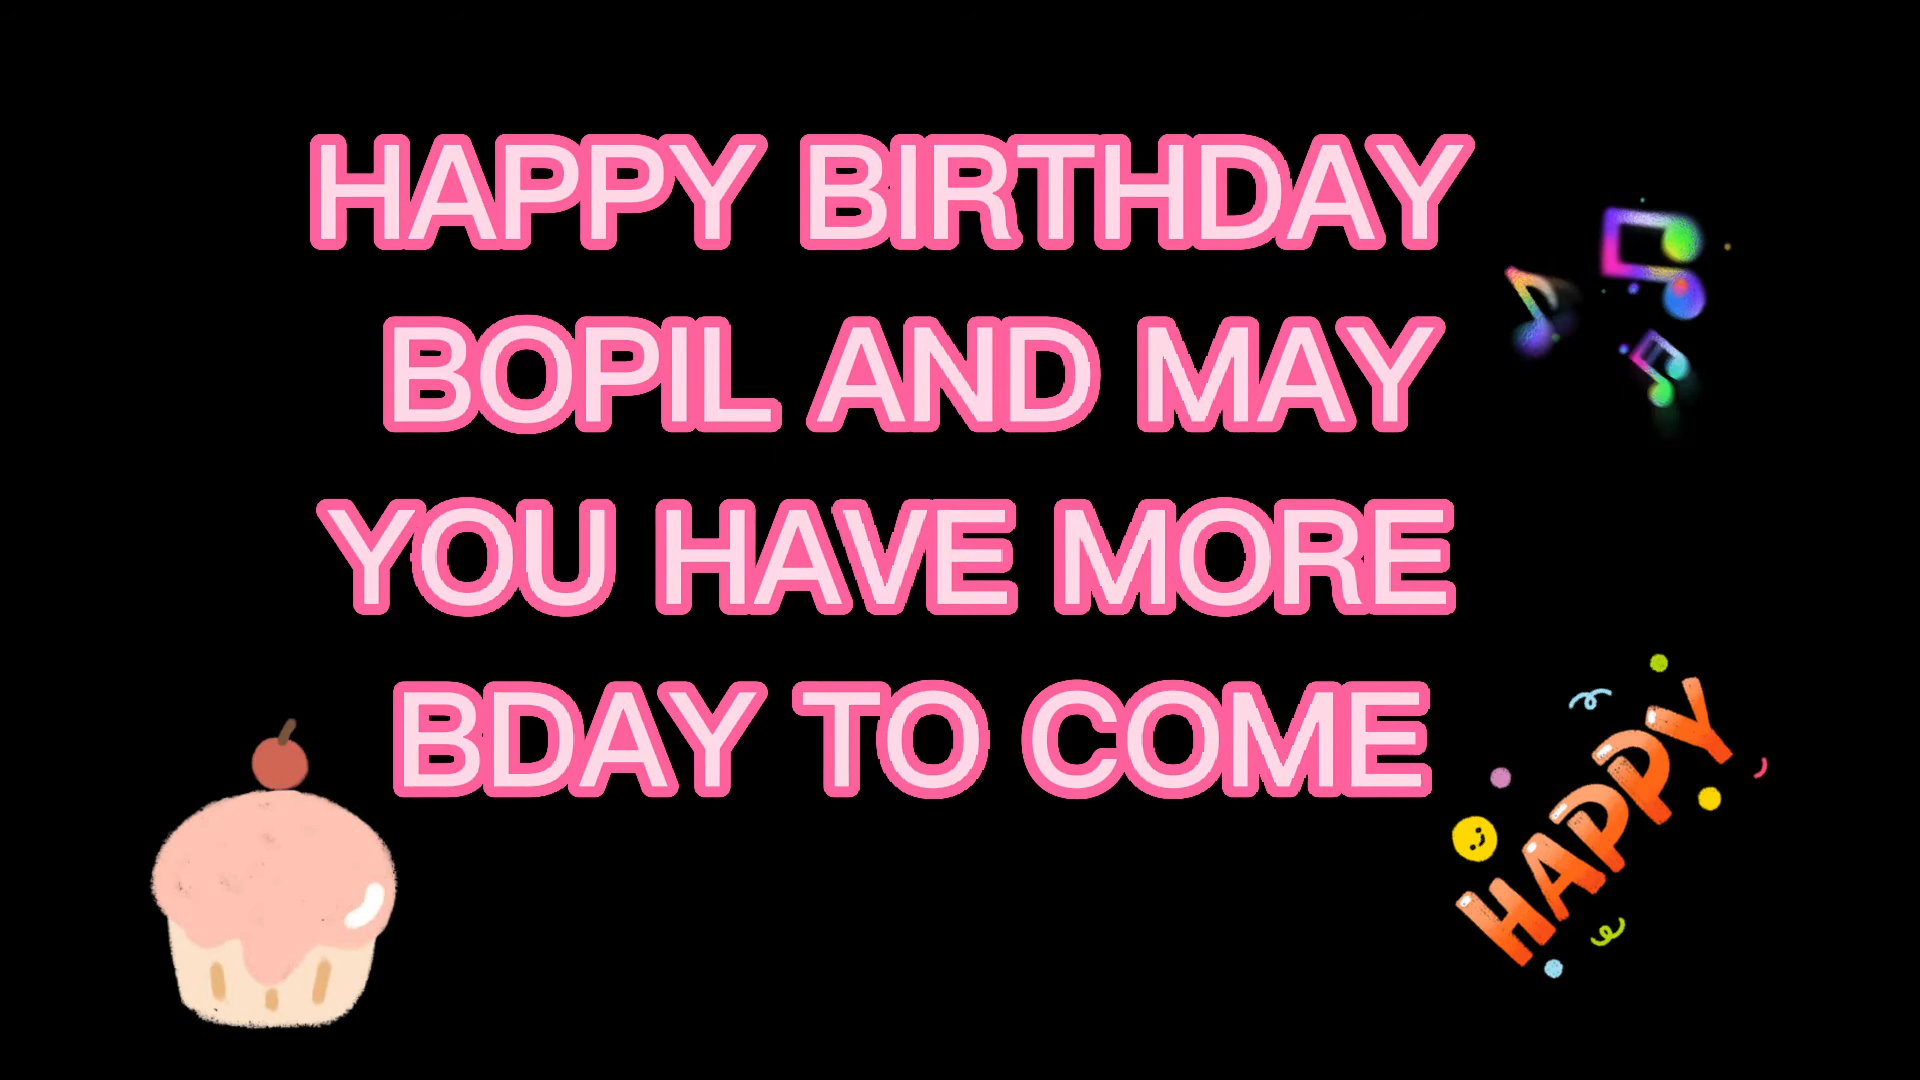 HAPPY BIRTHDAY
BOPIL AND MAY
YOU HAVE MORE
BDAY TO COME
HAPPY